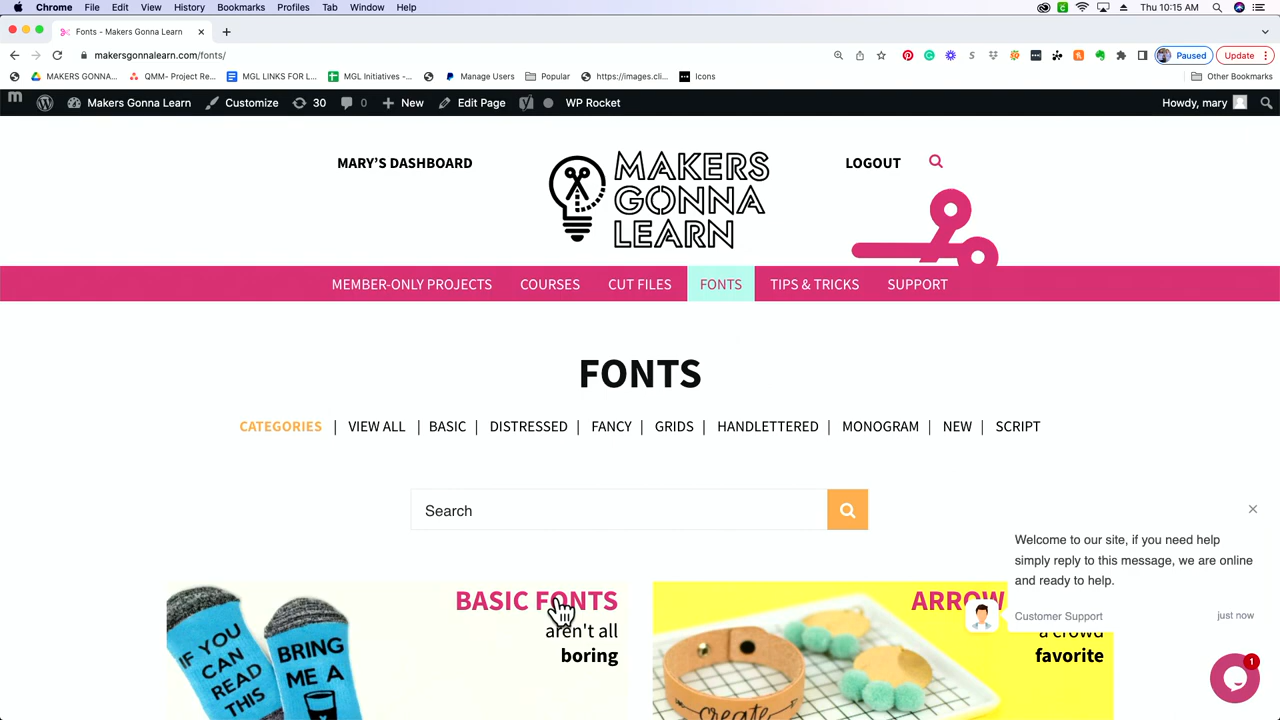 Chrome File Edit View History Bookmarks Profiles Tab Window Help Thu 10:15 AM
Fonts - Makers Gonna Learn
makersgonnalearn.com/fonts/ Paused Update
MAKERS GONNA... QMM- Project Re... MGL LINKS FOR L... MGL Initiatives -... Manage Users Popular https://images.cli... Icons Other Bookmarks
Makers Gonna Learn Customize 30 0 New Edit Page WP Rocket Howdy, mary
MARY'S DASHBOARD
MAKERS
GONNA
LEARN
LOGOUT
MEMBER-ONLY PROJECTS COURSES CUT FILES FONTS TIPS & TRICKS SUPPORT
FONTS
CATEGORIES | VIEW ALL | BASIC | DISTRESSED | FANCY | GRIDS | HANDLETTERED | MONOGRAM | NEW | SCRIPT
Search
BASIC FONTS
aren't all
boring
IF YOU
CAN
READ
THIS
BRING
ME A
ARROW
a crowd
favorite
create
Welcome to our site, if you need help
simply reply to this message, we are online
and ready to help.
Customer Support just now
1